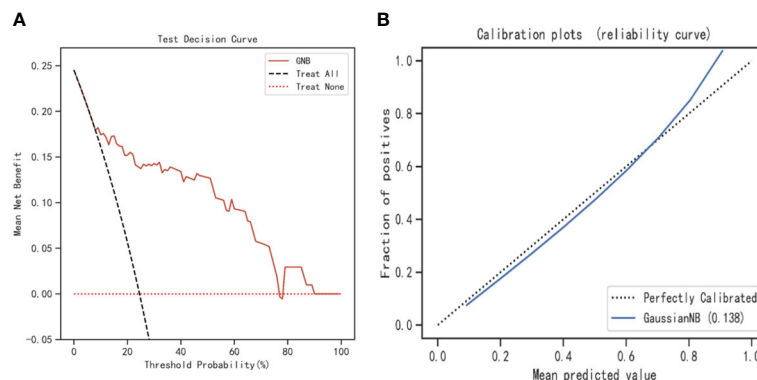 A
Test Decision Curve
GNB
Treat All
Treat None
Mean Net Benefit
0.25
0.20
0.15
0.10
0.05
0.00
-0.05
0 20 40 60 80 100
Threshold Probability(%)
B
Calibration plots (reliability curve)
Fraction of positives
1.0
0.8
0.6
0.4
0.2
0.0
Perfectly Calibrated
GaussianNB (0.138)
0.0 0.2 0.4 0.6 0.8 1.0
Mean predicted value